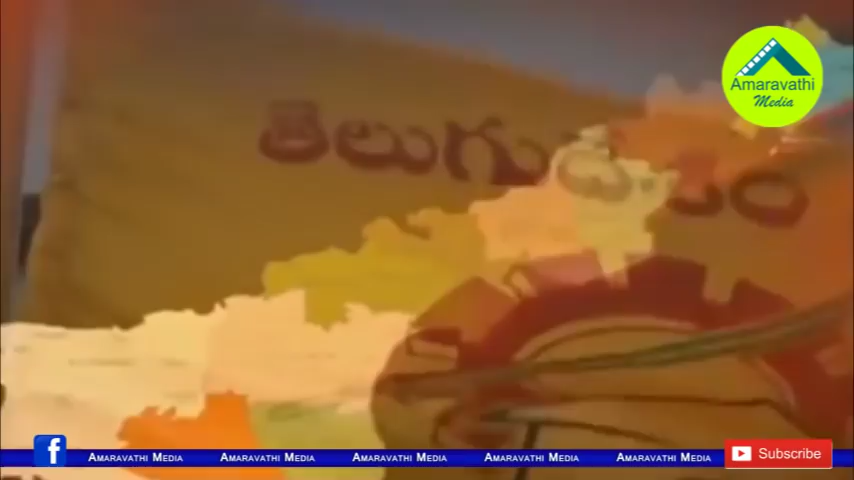 Amaravathi
Media
తెలుగుదేశం
f AMARAVATHI MEDIA AMARAVATHI MEDIA AMARAVATHI MEDIA AMARAVATHI MEDIA AMARAVATHI MEDIA Subscribe